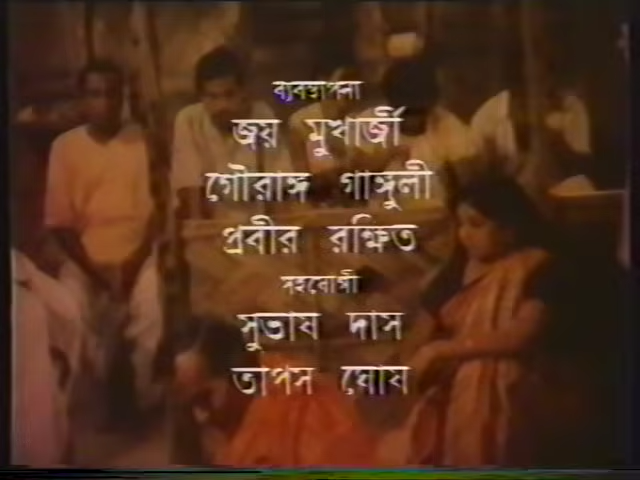 ব্যবস্থাপনা
জয় মুখার্জী
গৌরাঙ্গ গাঙ্গুলী
প্রবীর রক্ষিত
সহযোগী
সুভাষ দাস
তাপস ঘোষ